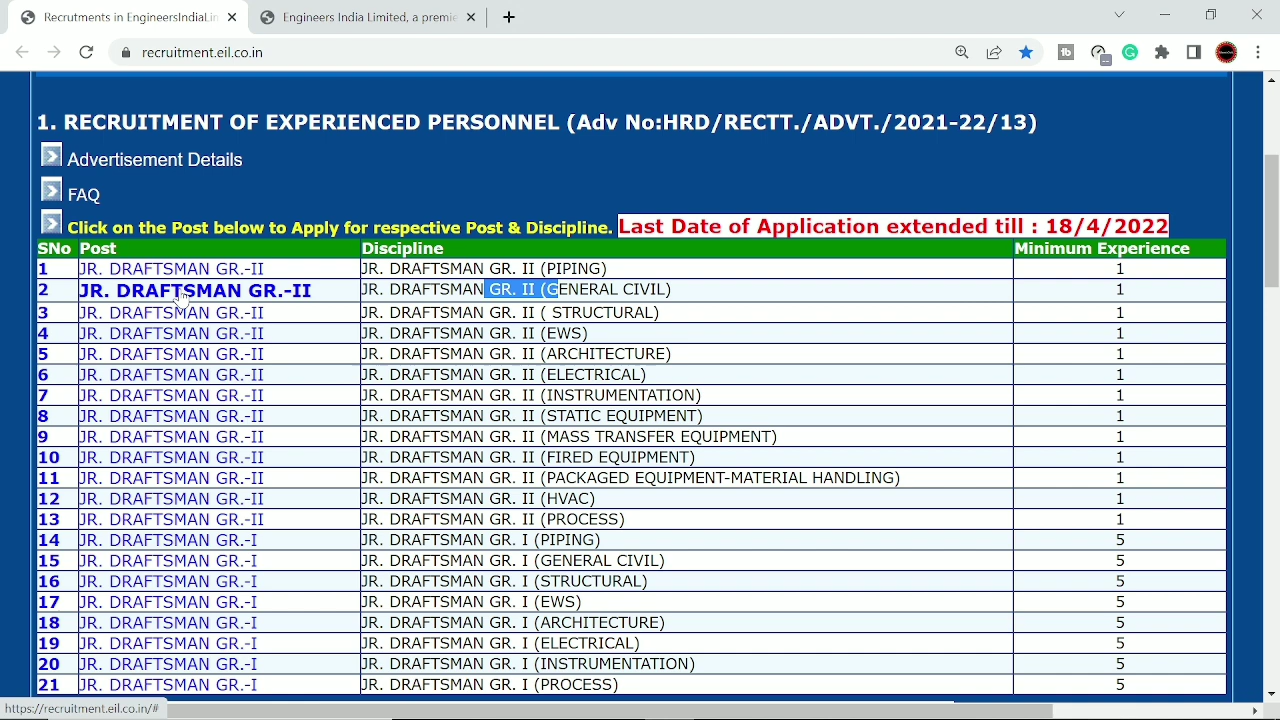 Recrutments in EngineersIndiaLin
Engineers India Limited, a premie
recruitment.eil.co.in
1. RECRUITMENT OF EXPERIENCED PERSONNEL (Adv No:HRD/RECTT./ADVT./2021-22/13)
Advertisement Details
FAQ
Click on the Post below to Apply for respective Post & Discipline. Last Date of Application extended till : 18/4/2022
SNo Post Discipline Minimum Experience
1 JR. DRAFTSMAN GR.-II JR. DRAFTSMAN GR. II (PIPING) 1
2 JR. DRAFTSMAN GR.-II JR. DRAFTSMAN GR. II (GENERAL CIVIL) 1
3 JR. DRAFTSMAN GR.-II JR. DRAFTSMAN GR. II ( STRUCTURAL) 1
4 JR. DRAFTSMAN GR.-II JR. DRAFTSMAN GR. II (EWS) 1
5 JR. DRAFTSMAN GR.-II JR. DRAFTSMAN GR. II (ARCHITECTURE) 1
6 JR. DRAFTSMAN GR.-II JR. DRAFTSMAN GR. II (ELECTRICAL) 1
7 JR. DRAFTSMAN GR.-II JR. DRAFTSMAN GR. II (INSTRUMENTATION) 1
8 JR. DRAFTSMAN GR.-II JR. DRAFTSMAN GR. II (STATIC EQUIPMENT) 1
9 JR. DRAFTSMAN GR.-II JR. DRAFTSMAN GR. II (MASS TRANSFER EQUIPMENT) 1
10 JR. DRAFTSMAN GR.-II JR. DRAFTSMAN GR. II (FIRED EQUIPMENT) 1
11 JR. DRAFTSMAN GR.-II JR. DRAFTSMAN GR. II (PACKAGED EQUIPMENT-MATERIAL HANDLING) 1
12 JR. DRAFTSMAN GR.-II JR. DRAFTSMAN GR. II (HVAC) 1
13 JR. DRAFTSMAN GR.-II JR. DRAFTSMAN GR. II (PROCESS) 1
14 JR. DRAFTSMAN GR.-I JR. DRAFTSMAN GR. I (PIPING) 5
15 JR. DRAFTSMAN GR.-I JR. DRAFTSMAN GR. I (GENERAL CIVIL) 5
16 JR. DRAFTSMAN GR.-I JR. DRAFTSMAN GR. I (STRUCTURAL) 5
17 JR. DRAFTSMAN GR.-I JR. DRAFTSMAN GR. I (EWS) 5
18 JR. DRAFTSMAN GR.-I JR. DRAFTSMAN GR. I (ARCHITECTURE) 5
19 JR. DRAFTSMAN GR.-I JR. DRAFTSMAN GR. I (ELECTRICAL) 5
20 JR. DRAFTSMAN GR.-I JR. DRAFTSMAN GR. I (INSTRUMENTATION) 5
21 JR. DRAFTSMAN GR.-I JR. DRAFTSMAN GR. I (PROCESS) 5
https://recruitment.eil.co.in/#